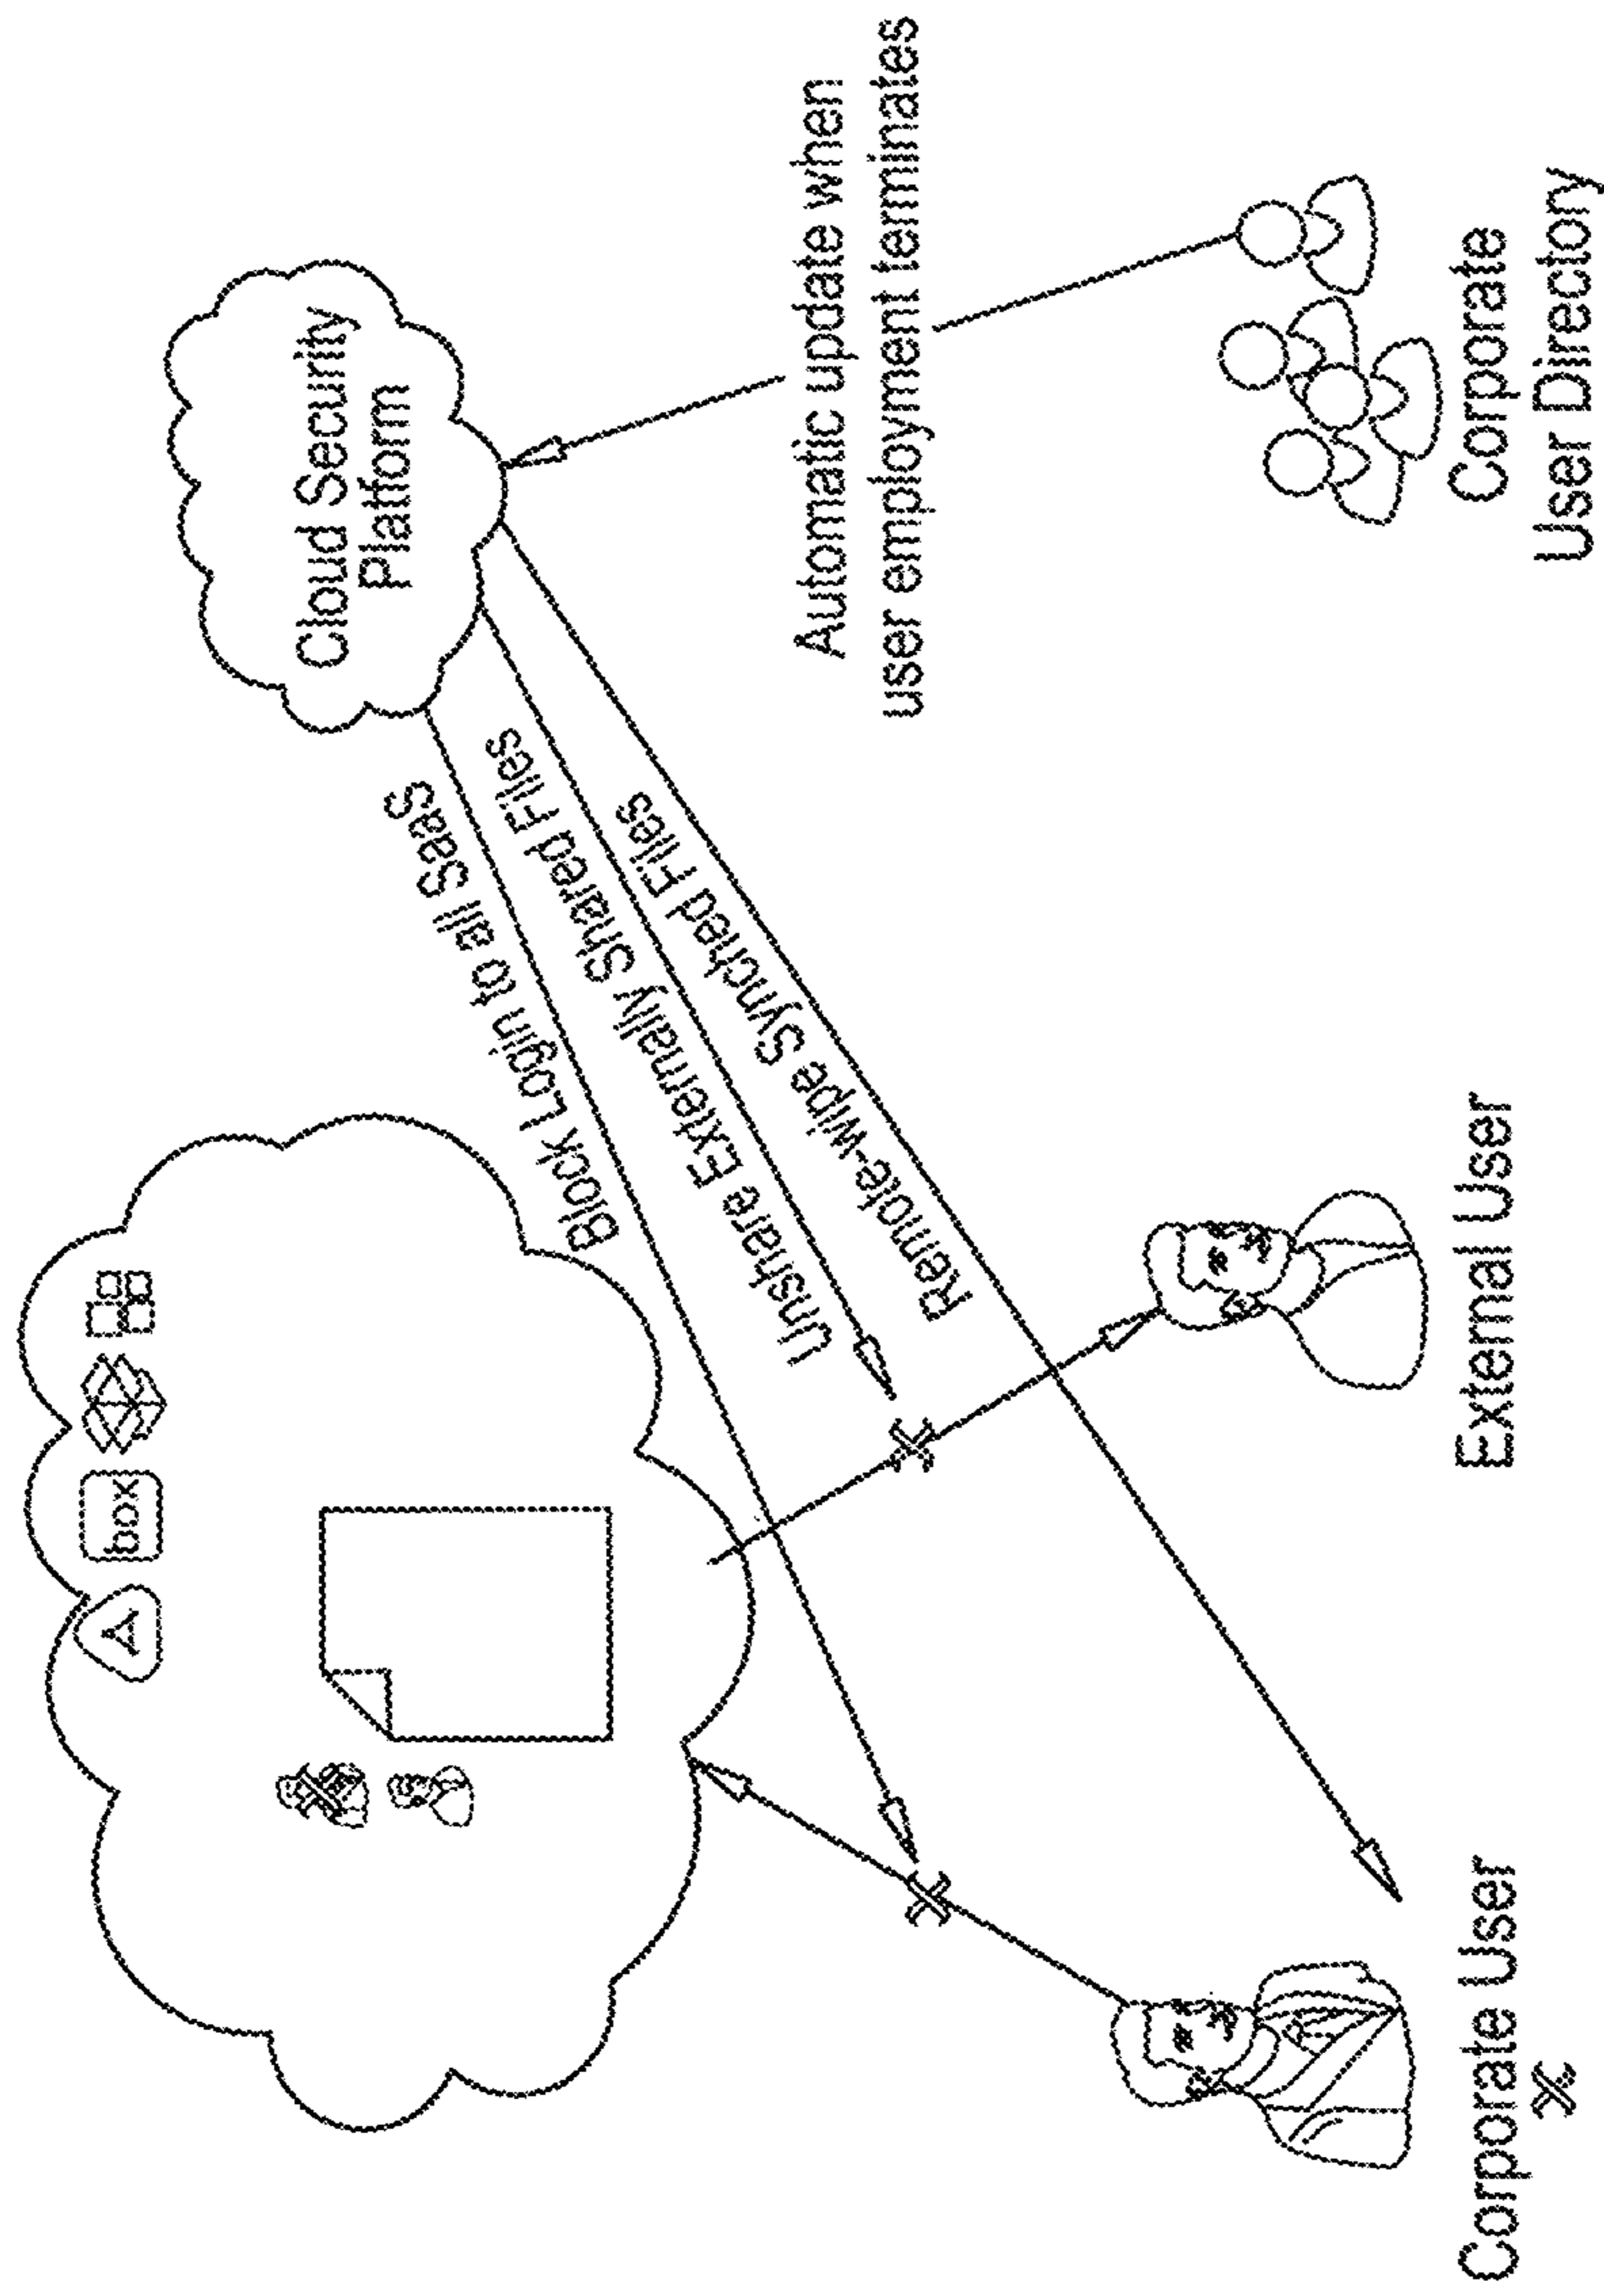 box
Cloud Security
Platform
Block Login to all SaaS
Unshare Externally Shared Files
Remote-wipe Synched Files
Automatic update when
user employment terminates
Corporate User
External User
Corporate
User Directory